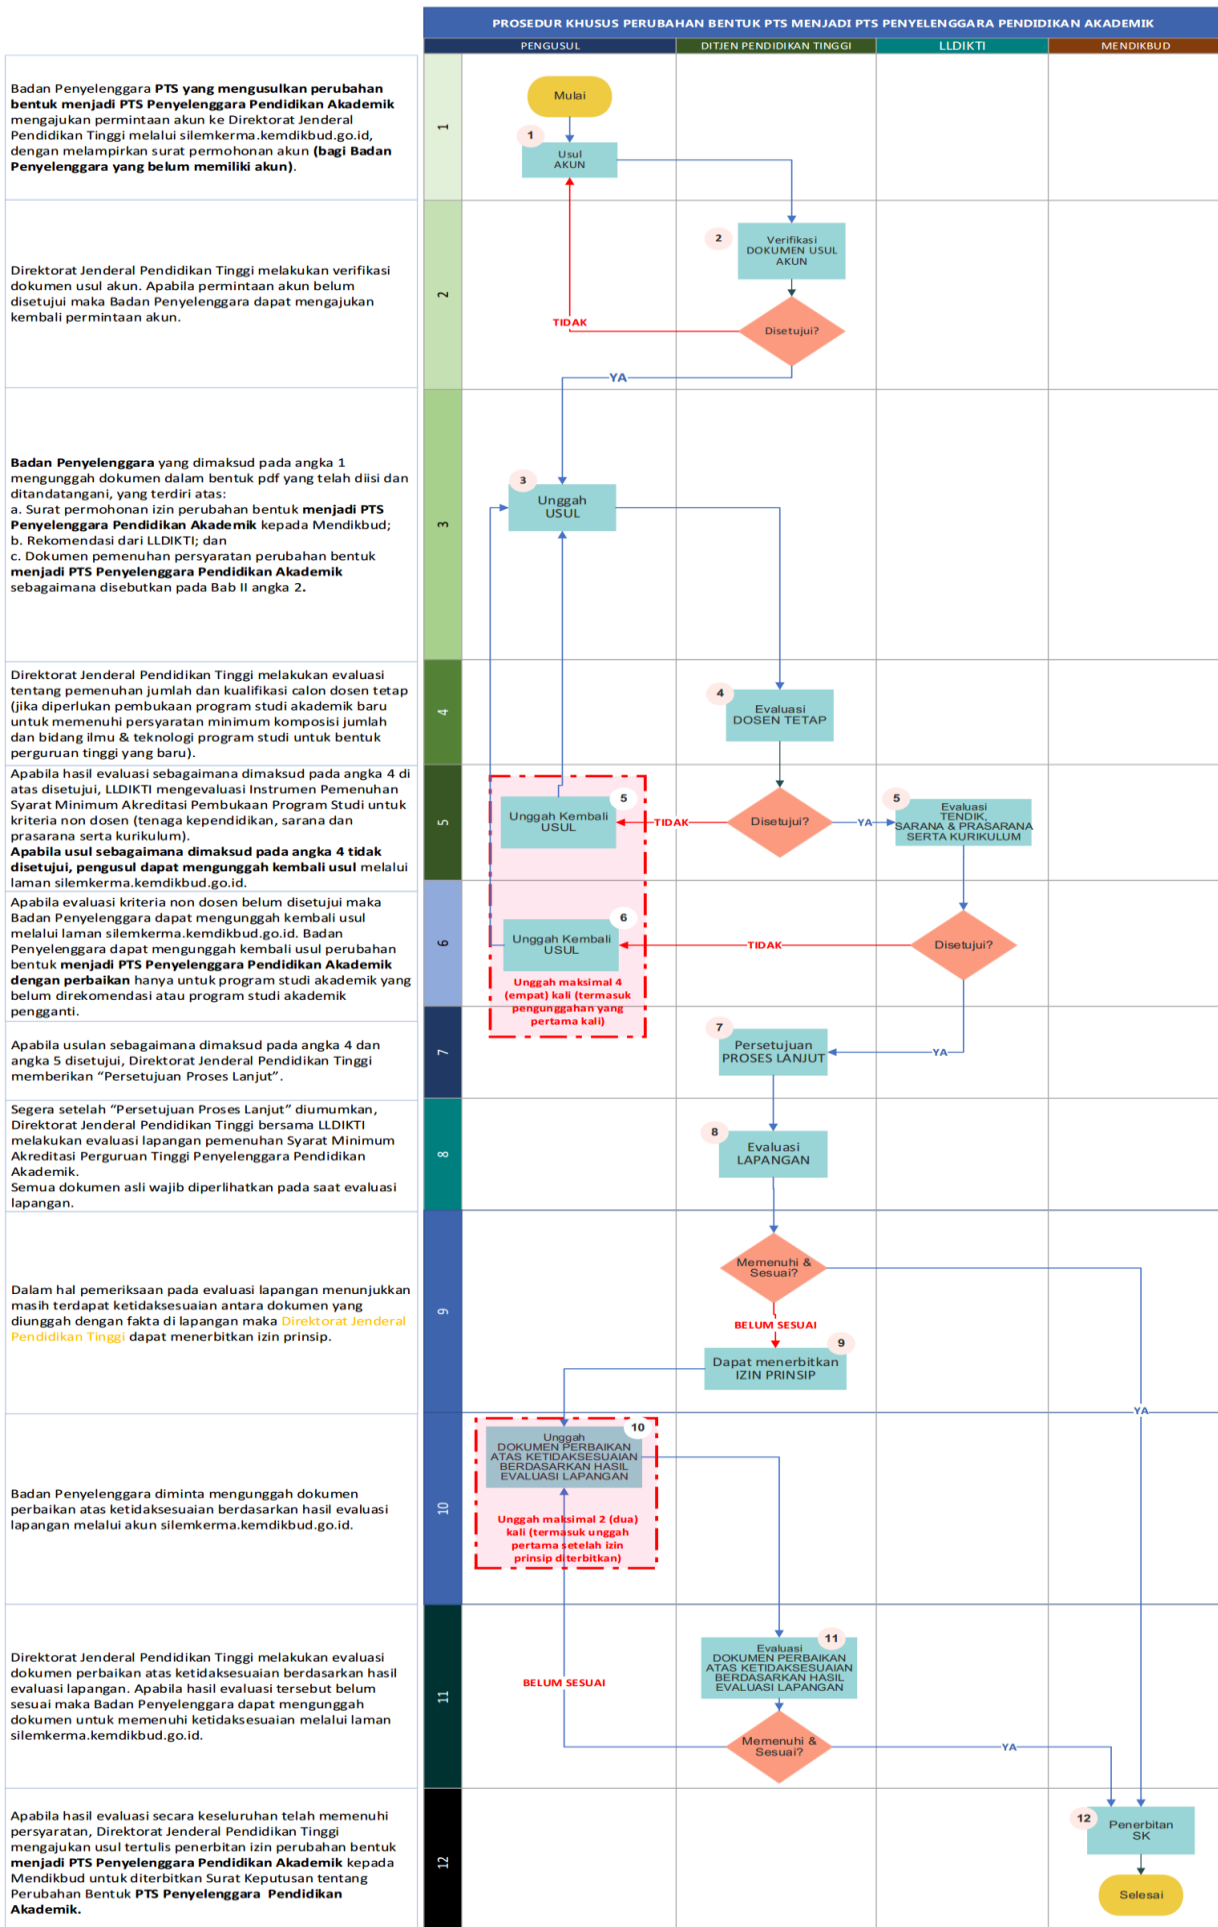 PROSEDUR KHUSUS PERUBAHAN BENTUK PTS MENJADI PTS PENYELENGGARA PENDIDIKAN AKADEMIK
PENGUSUL
DITJEN PENDIDIKAN TINGGI
LLDIKTI
MENDIKBUD
Badan Penyelenggara PTS yang mengusulkan perubahan
bentuk menjadi PTS Penyelenggara Pendidikan Akademik
mengajukan permintaan akun ke Direktorat Jenderal
Pendidikan Tinggi melalui silemkerma.kemdikbud.go.id,
dengan melampirkan surat permohonan akun (bagi Badan
Penyelenggara yang belum memiliki akun).
1
Mulai
1
Usul
AKUN
Direktorat Jenderal Pendidikan Tinggi melakukan verifikasi
dokumen usul akun. Apabila permintaan akun belum
disetujui maka Badan Penyelenggara dapat mengajukan
kembali permintaan akun.
2
2
Verifikasi
DOKUMEN USUL
AKUN
Disetujui?
TIDAK
YA
Badan Penyelenggara yang dimaksud pada angka 1
mengunggah dokumen dalam bentuk pdf yang telah diisi dan
ditandatangani, yang terdiri atas:
a. Surat permohonan izin perubahan bentuk menjadi PTS
Penyelenggara Pendidikan Akademik kepada Mendikbud;
b. Rekomendasi dari LLDIKTI; dan
c. Dokumen pemenuhan persyaratan perubahan bentuk
menjadi PTS Penyelenggara Pendidikan Akademik
sebagaimana disebutkan pada Bab II angka 2.
3
3
Unggah
USUL
Direktorat Jenderal Pendidikan Tinggi melakukan evaluasi
tentang pemenuhan jumlah dan kualifikasi calon dosen tetap
(jika diperlukan pembukaan program studi akademik baru
untuk memenuhi persyaratan minimum komposisi jumlah
dan bidang ilmu & teknologi program studi untuk bentuk
perguruan tinggi yang baru).
4
4
Evaluasi
DOSEN TETAP
Apabila hasil evaluasi sebagaimana dimaksud pada angka 4 di
atas disetujui, LLDIKTI mengevaluasi Instrumen Pemenuhan
Syarat Minimum Akreditasi Pembukaan Program Studi untuk
kriteria non dosen (tenaga kependidikan, sarana dan
prasarana serta kurikulum).
Apabila usul sebagaimana dimaksud pada angka 4 tidak
disetujui, pengusul dapat mengunggah kembali usul melalui
laman silemkerma.kemdikbud.go.id.
5
5
Unggah Kembali
USUL
TIDAK
Disetujui?
YA
5
Evaluasi
TENDIK,
SARANA & PRASARANA
SERTA KURIKULUM
Apabila evaluasi kriteria non dosen belum disetujui maka
Badan Penyelenggara dapat mengunggah kembali usul
melalui laman silemkerma.kemdikbud.go.id. Badan
Penyelenggara dapat mengunggah kembali usul perubahan
bentuk menjadi PTS Penyelenggara Pendidikan Akademik
dengan perbaikan hanya untuk program studi akademik yang
belum direkomendasi atau program studi akademik
pengganti.
6
6
Unggah Kembali
USUL
TIDAK
Disetujui?
Unggah maksimal 4
(empat) kali (termasuk
pengunggahan yang
pertama kali)
Apabila usulan sebagaimana dimaksud pada angka 4 dan
angka 5 disetujui, Direktorat Jenderal Pendidikan Tinggi
memberikan “Persetujuan Proses Lanjut”.
7
7
Persetujuan
PROSES LANJUT
YA
Segera setelah “Persetujuan Proses Lanjut” diumumkan,
Direktorat Jenderal Pendidikan Tinggi bersama LLDIKTI
melakukan evaluasi lapangan pemenuhan Syarat Minimum
Akreditasi Perguruan Tinggi Penyelenggara Pendidikan
Akademik.
Semua dokumen asli wajib diperlihatkan pada saat evaluasi
lapangan.
8
8
Evaluasi
LAPANGAN
Dalam hal pemeriksaan pada evaluasi lapangan menunjukkan
masih terdapat ketidaksesuaian antara dokumen yang
diunggah dengan fakta di lapangan maka Direktorat Jenderal
Pendidikan Tinggi dapat menerbitkan izin prinsip.
9
Memenuhi &
Sesuai?
BELUM SESUAI
9
Dapat menerbitkan
IZIN PRINSIP
YA
Badan Penyelenggara diminta mengunggah dokumen
perbaikan atas ketidaksesuaian berdasarkan hasil evaluasi
lapangan melalui akun silemkerma.kemdikbud.go.id.
10
10
Unggah
DOKUMEN PERBAIKAN
ATAS KETIDAKSESUAIAN
BERDASARKAN HASIL
EVALUASI LAPANGAN
Unggah maksimal 2 (dua)
kali (termasuk unggah
pertama setelah izin
prinsip diterbitkan)
Direktorat Jenderal Pendidikan Tinggi melakukan evaluasi
dokumen perbaikan atas ketidaksesuaian berdasarkan hasil
evaluasi lapangan. Apabila hasil evaluasi tersebut belum
sesuai maka Badan Penyelenggara dapat mengunggah
dokumen untuk memenuhi ketidaksesuaian melalui laman
silemkerma.kemdikbud.go.id.
11
BELUM SESUAI
11
Evaluasi
DOKUMEN PERBAIKAN
ATAS KETIDAKSESUAIAN
BERDASARKAN HASIL
EVALUASI LAPANGAN
Memenuhi &
Sesuai?
YA
Apabila hasil evaluasi secara keseluruhan telah memenuhi
persyaratan, Direktorat Jenderal Pendidikan Tinggi
mengajukan usul tertulis penerbitan izin perubahan bentuk
menjadi PTS Penyelenggara Pendidikan Akademik kepada
Mendikbud untuk diterbitkan Surat Keputusan tentang
Perubahan Bentuk PTS Penyelenggara Pendidikan
Akademik.
12
12
Penerbitan
SK
Selesai